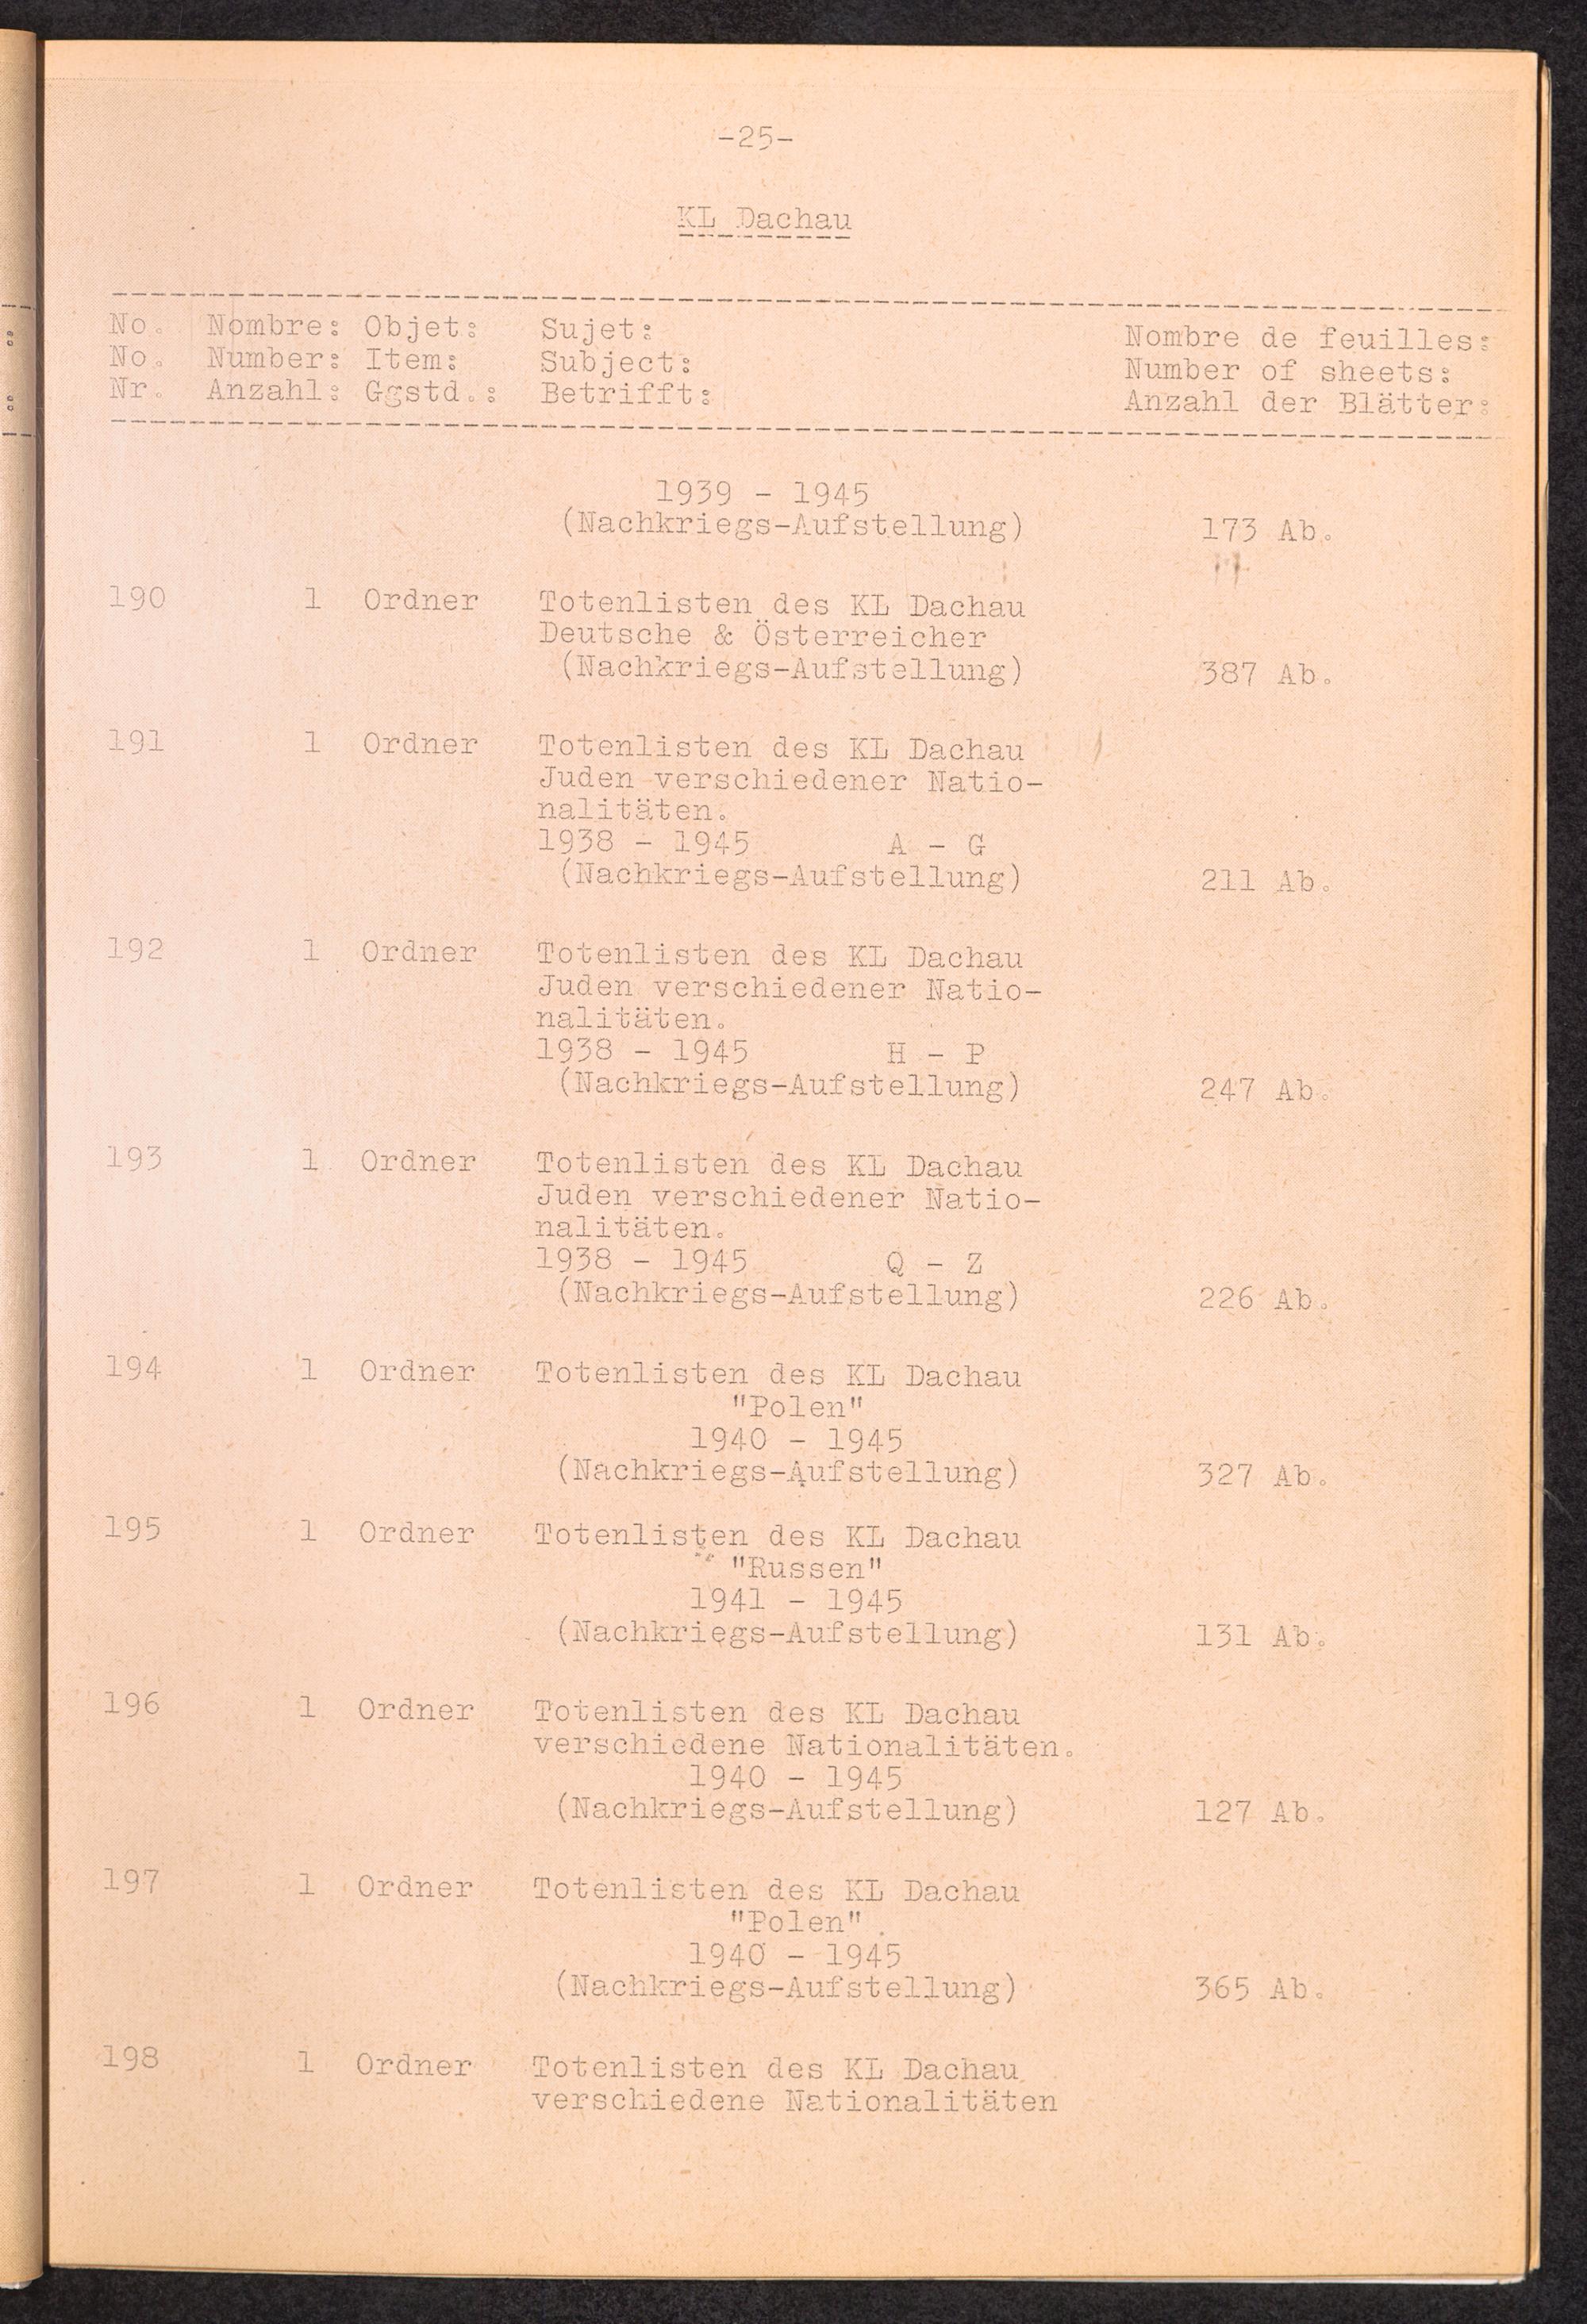 -25-
KL Dachau
No. Nombre: Objet: Sujet: Nombre de feuilles:
No. Number: Item: Subject: Number of sheets:
Nr. Anzahl: Ggstd.: Betrifft: Anzahl der Blätter:
1939 - 1945
(Nachkriegs-Aufstellung) 173 Ab.
190 1 Ordner Totenlisten des KL Dachau
Deutsche & Österreicher
(Nachkriegs-Aufstellung) 387 Ab.
191 1 Ordner Totenlisten des KL Dachau
Juden verschiedener Natio-
nalitäten.
1938 - 1945 A - G
(Nachkriegs-Aufstellung) 211 Ab.
192 1 Ordner Totenlisten des KL Dachau
Juden verschiedener Natio-
nalitäten.
1938 - 1945 H - P
(Nachkriegs-Aufstellung) 247 Ab.
193 1 Ordner Totenlisten des KL Dachau
Juden verschiedener Natio-
nalitäten.
1938 - 1945 Q - Z
(Nachkriegs-Aufstellung) 226 Ab.
194 1 Ordner Totenlisten des KL Dachau
"Polen"
1940 - 1945
(Nachkriegs-Aufstellung) 327 Ab.
195 1 Ordner Totenlisten des KL Dachau
"Russen"
1941 - 1945
(Nachkriegs-Aufstellung) 131 Ab.
196 1 Ordner Totenlisten des KL Dachau
verschiedene Nationalitäten.
1940 - 1945
(Nachkriegs-Aufstellung) 127 Ab.
197 1 Ordner Totenlisten des KL Dachau
"Polen"
1940 - 1945
(Nachkriegs-Aufstellung) 365 Ab.
198 1 Ordner Totenlisten des KL Dachau
verschiedene Nationalitäten